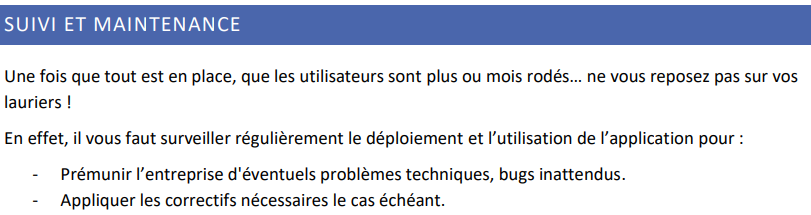 SUIVI ET MAINTENANCE
Une fois que tout est en place, que les utilisateurs sont plus ou mois rodés… ne vous reposez pas sur vos
lauriers !
En effet, il vous faut surveiller régulièrement le déploiement et l’utilisation de l’application pour :
- Prémunir l’entreprise d'éventuels problèmes techniques, bugs inattendus.
- Appliquer les correctifs nécessaires le cas échéant.